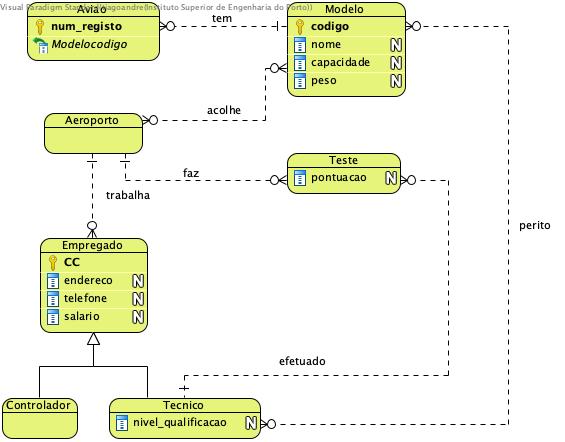 Visual Paradigm Standard(tiagoandre(Instituto Superior de Engenharia do Porto))
Avião
num_registo
Modelocodigo
tem
Modelo
codigo
nome N
capacidade N
peso N
acolhe
Aeroporto
faz
Teste
pontuacao N
trabalha
perito
Empregado
CC
endereco N
telefone N
salario N
efetuado
Controlador
Tecnico
nivel_qualificacao N